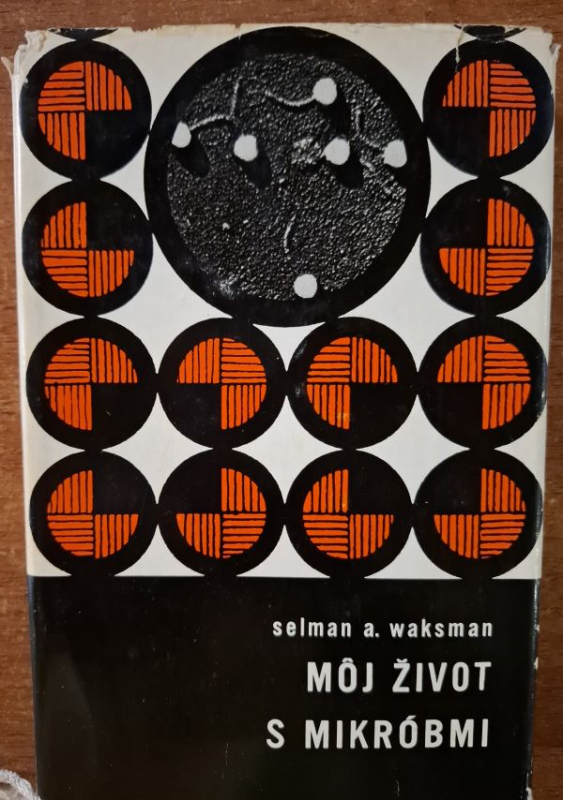 selman a. waksman
MÔJ ŽIVOT
S MIKRÓBMI